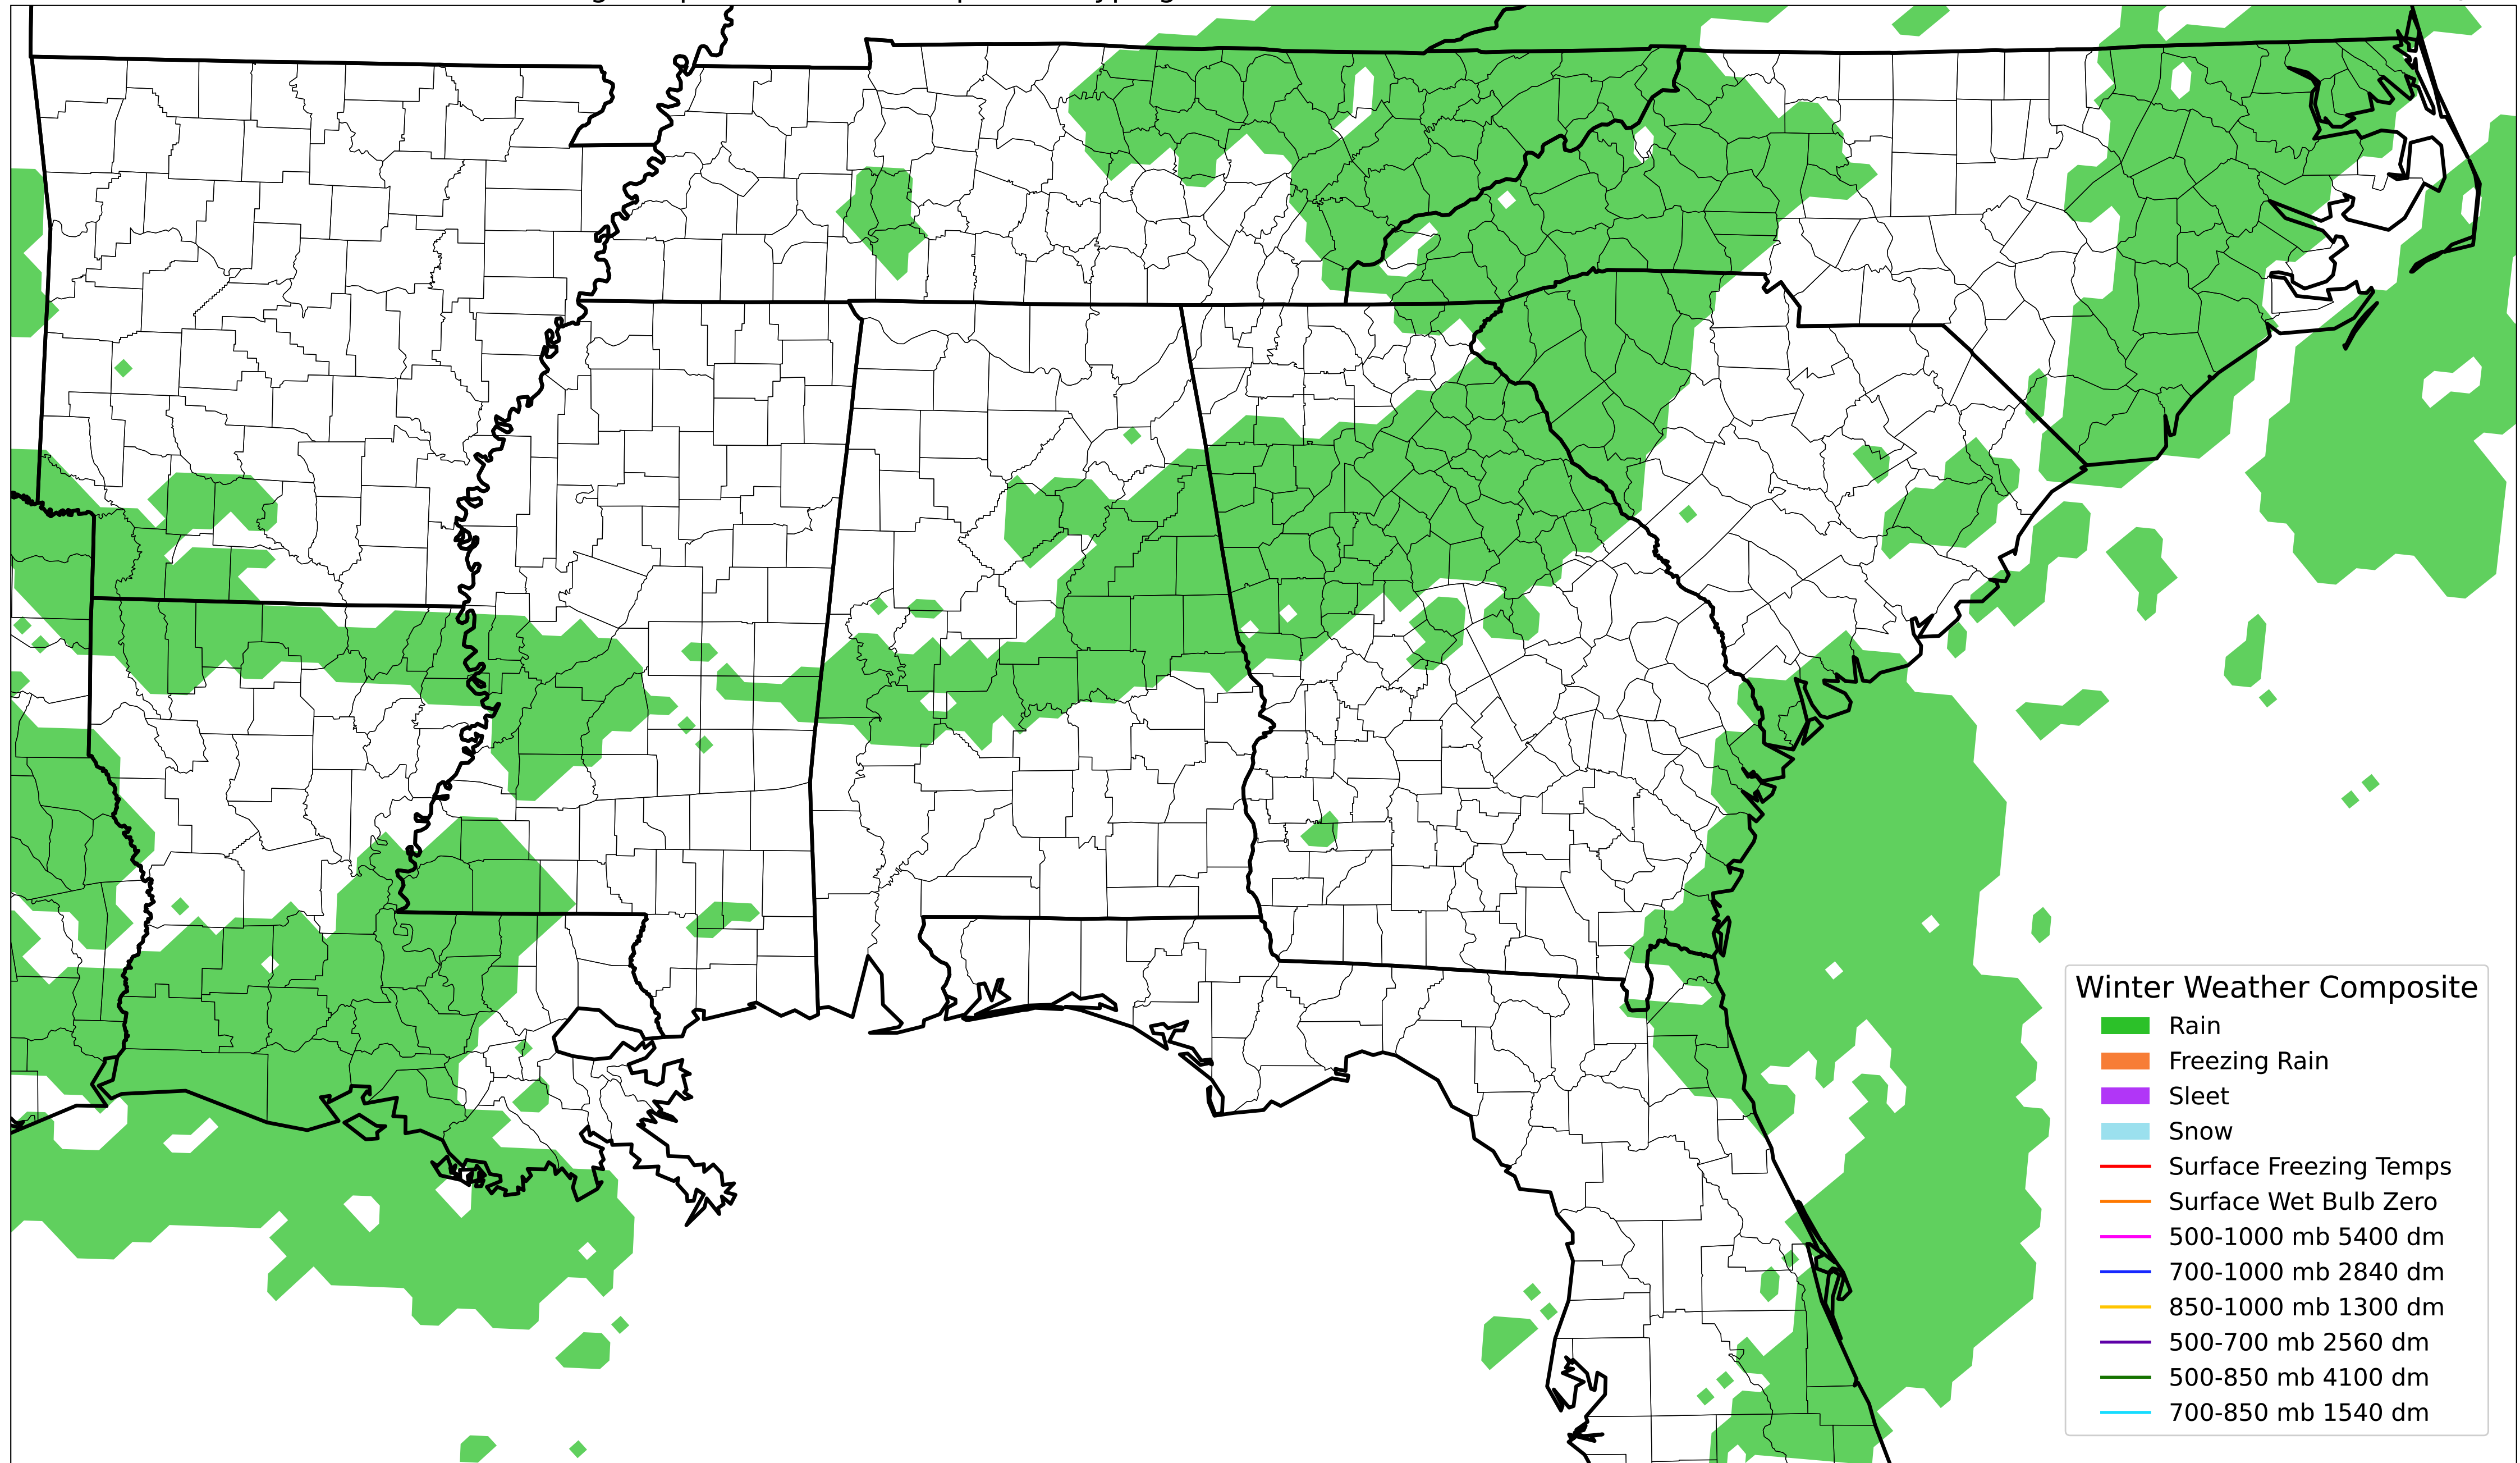 Winter Weather Composite
Rain
Freezing Rain
Sleet
Snow
Surface Freezing Temps
Surface Wet Bulb Zero
500-1000 mb 5400 dm
700-1000 mb 2840 dm
850-1000 mb 1300 dm
500-700 mb 2560 dm
500-850 mb 4100 dm
700-850 mb 1540 dm